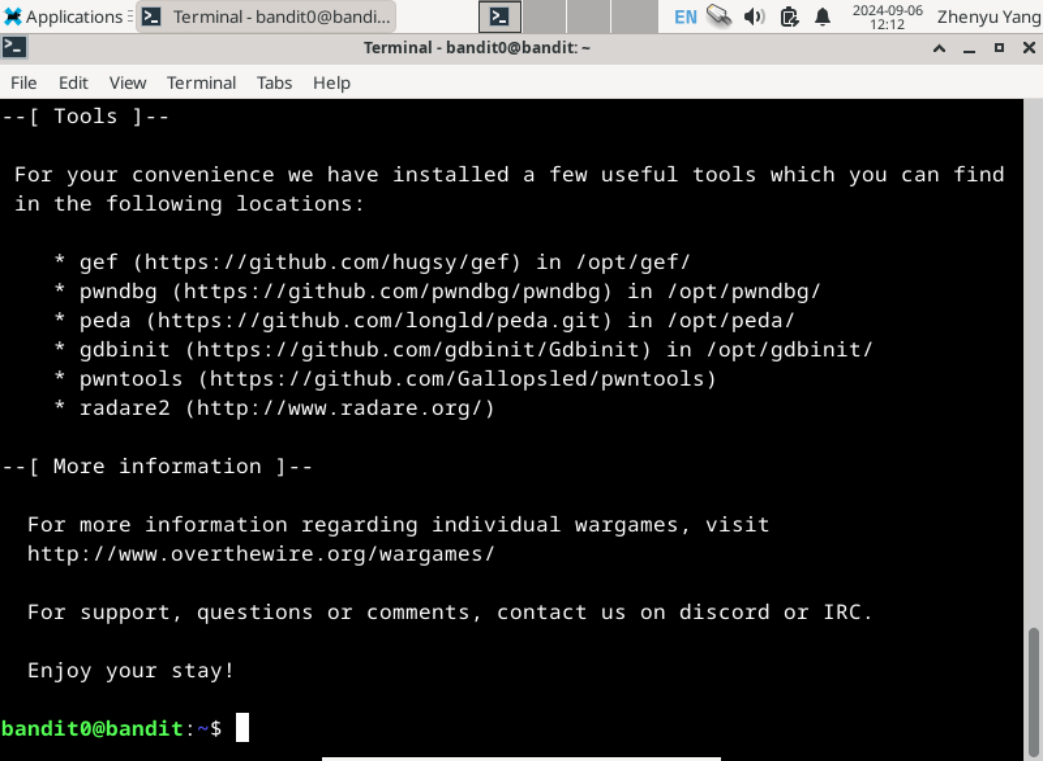 Applications Terminal - bandit0@bandi... EN 2024-09-06 12:12 Zhenyu Yang
Terminal - bandit0@bandit: ~
File Edit View Terminal Tabs Help
--[ Tools ]--
For your convenience we have installed a few useful tools which you can find
in the following locations:
* gef (https://github.com/hugsy/gef) in /opt/gef/
* pwndbg (https://github.com/pwndbg/pwndbg) in /opt/pwndbg/
* peda (https://github.com/longld/peda.git) in /opt/peda/
* gdbinit (https://github.com/gdbinit/Gdbinit) in /opt/gdbinit/
* pwntools (https://github.com/Gallopsled/pwntools)
* radare2 (http://www.radare.org/)
--[ More information ]--
For more information regarding individual wargames, visit
http://www.overthewire.org/wargames/
For support, questions or comments, contact us on discord or IRC.
Enjoy your stay!
bandit0@bandit:~$